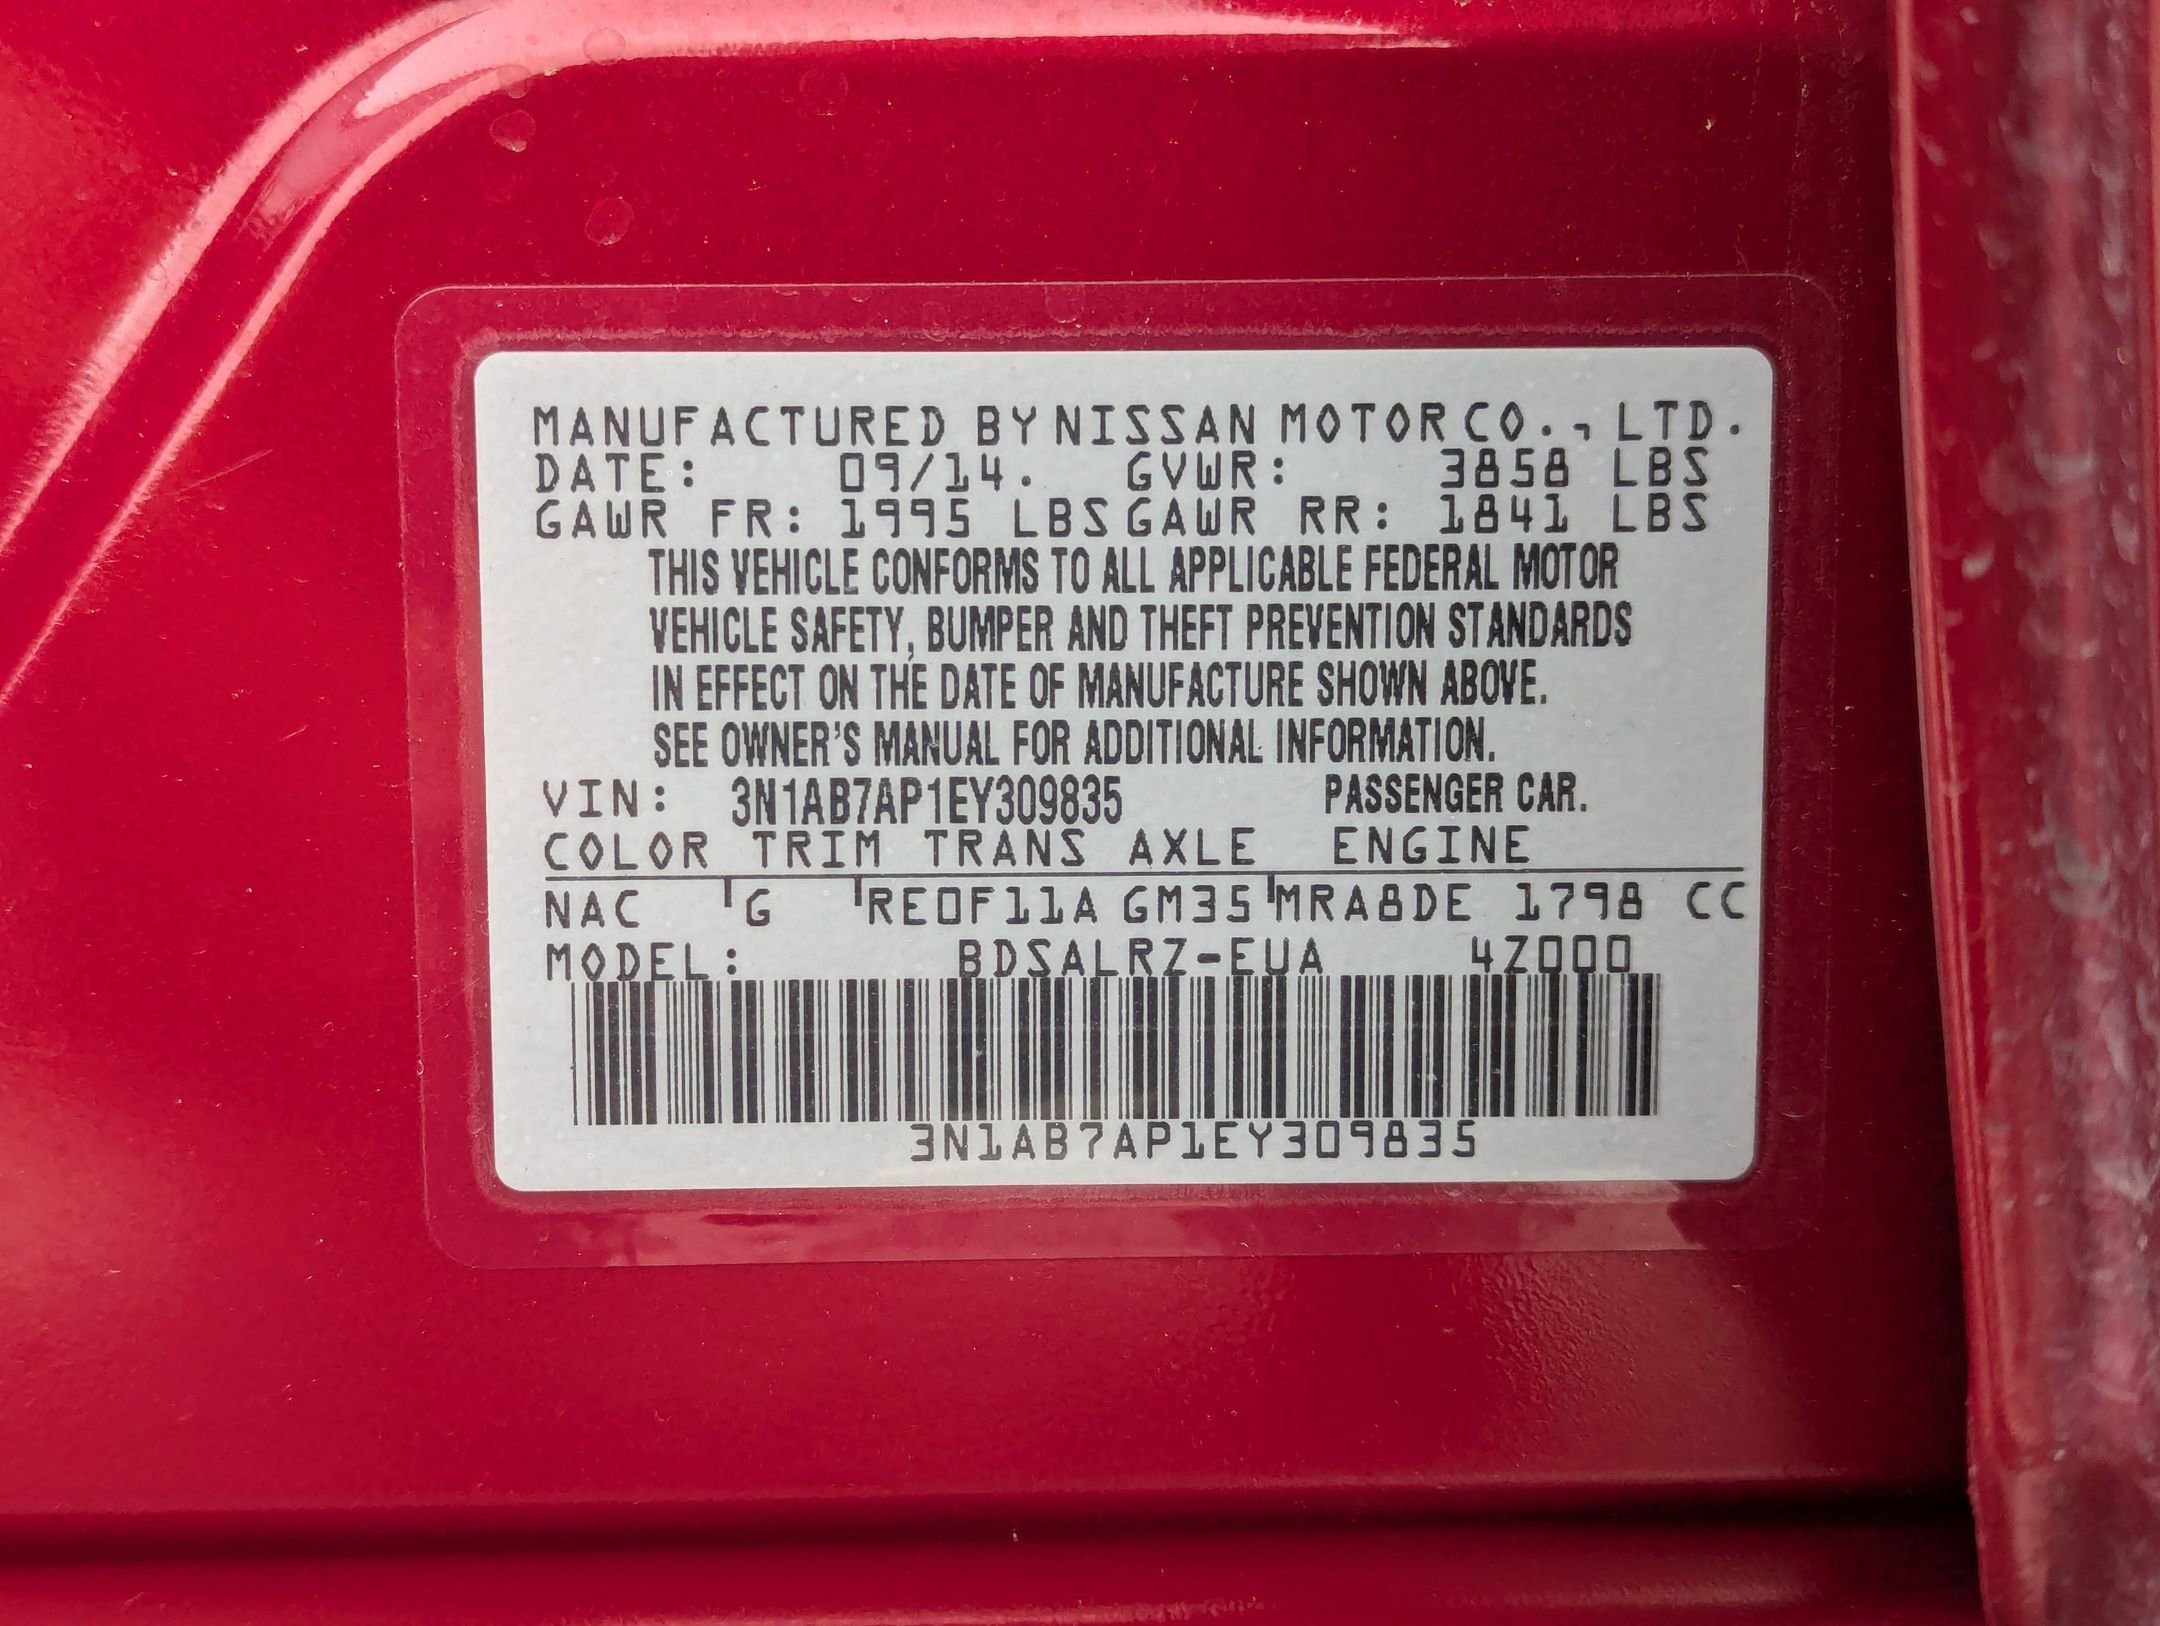 MANUFACTURED BY NISSAN MOTOR CO., LTD.
DATE: 09/14. GVWR: 3858 LBS
GAWR FR: 1995 LBS GAWR RR: 1841 LBS
THIS VEHICLE CONFORMS TO ALL APPLICABLE FEDERAL MOTOR
VEHICLE SAFETY, BUMPER AND THEFT PREVENTION STANDARDS
IN EFFECT ON THE DATE OF MANUFACTURE SHOWN ABOVE.
SEE OWNER'S MANUAL FOR ADDITIONAL INFORMATION.
VIN: 3N1AB7AP1EY309835 PASSENGER CAR.
COLOR TRIM TRANS AXLE ENGINE
NAC G RE0F11A GM35 MRA8DE 1798 CC
MODEL: BDSALRZ-EUA 4Z000
3N1AB7AP1EY309835